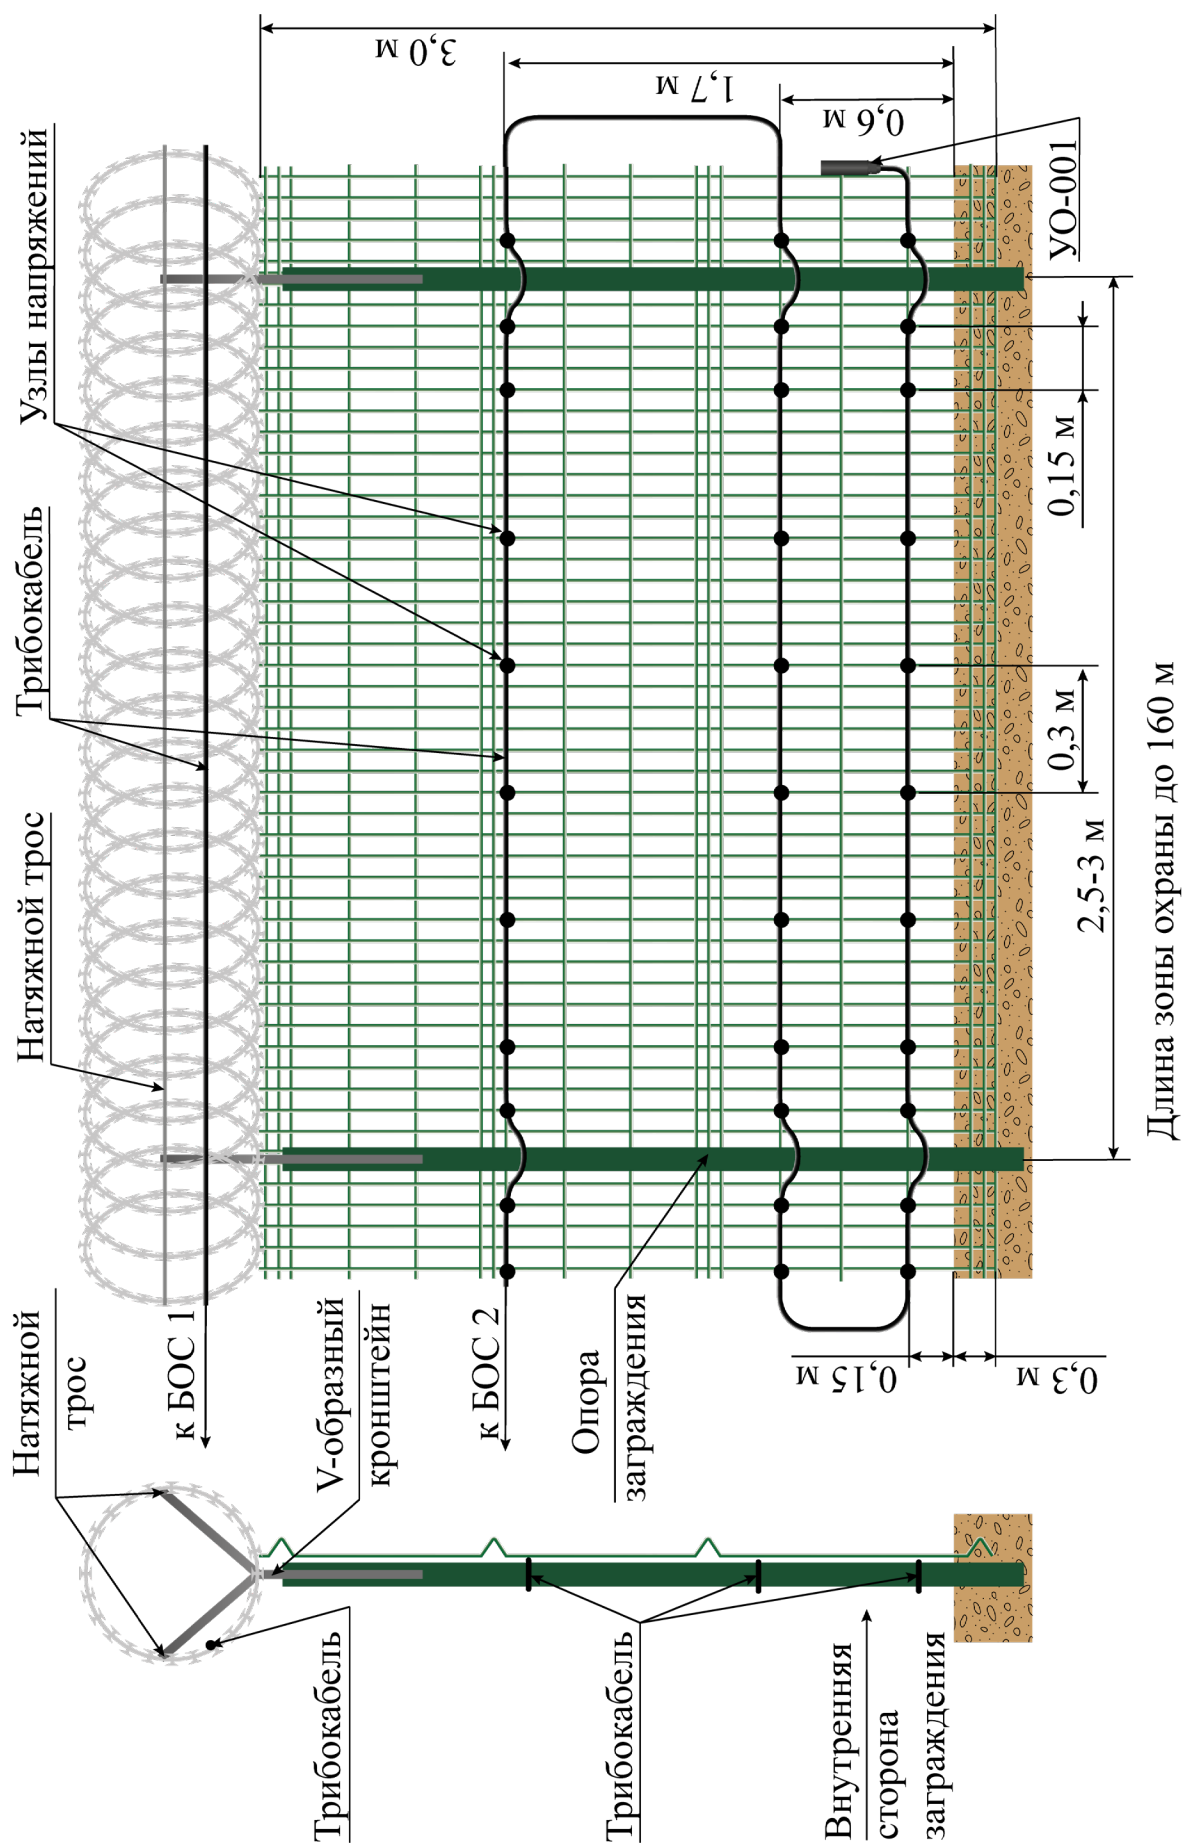 Натяжной
трос
Натяжной трос
Трибокабель
Узлы напряжений
к БОС 1
3,0 м
V-образный
кронштейн
к БОС 2
1,7 м
Трибокабель
Опора
заграждения
0,6 м
Трибокабель
УО-001
Внутренняя
сторона
заграждения
0,15 м
0,3 м
0,3 м
0,15 м
2,5-3 м
Длина зоны охраны до 160 м